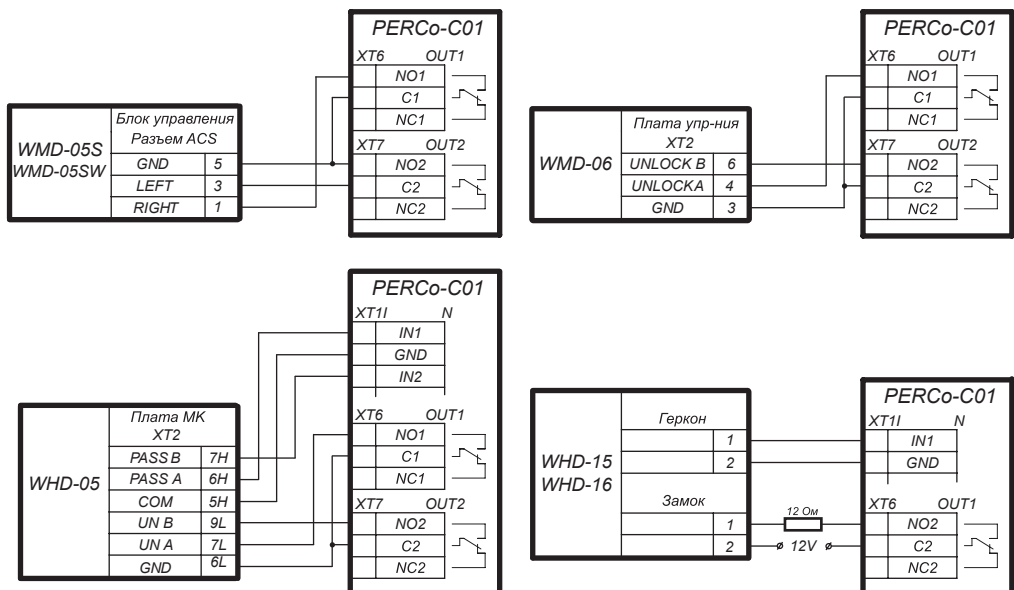 PERCo-C01
XT6 OUT1
NO1
C1
NC1
XT7 OUT2
NO2
C2
NC2
WMD-05S
WMD-05SW
Блок управления
Разъем ACS
GND 5
LEFT 3
RIGHT 1
PERCo-C01
XT6 OUT1
NO1
C1
NC1
XT7 OUT2
NO2
C2
NC2
WMD-06
Плата упр-ния
XT2
UNLOCK B 6
UNLOCKA 4
GND 3
PERCo-C01
XT1I N
IN1
GND
IN2
XT6 OUT1
NO1
C1
NC1
XT7 OUT2
NO2
C2
NC2
WHD-05
Плата МК
XT2
PASS B 7H
PASS A 6H
COM 5H
UN B 9L
UN A 7L
GND 6L
PERCo-C01
XT1I N
IN1
GND
XT6 OUT1
NO2
C2
NC2
WHD-15
WHD-16
Геркон
1
2
Замок
1
2
12 Ом
12V